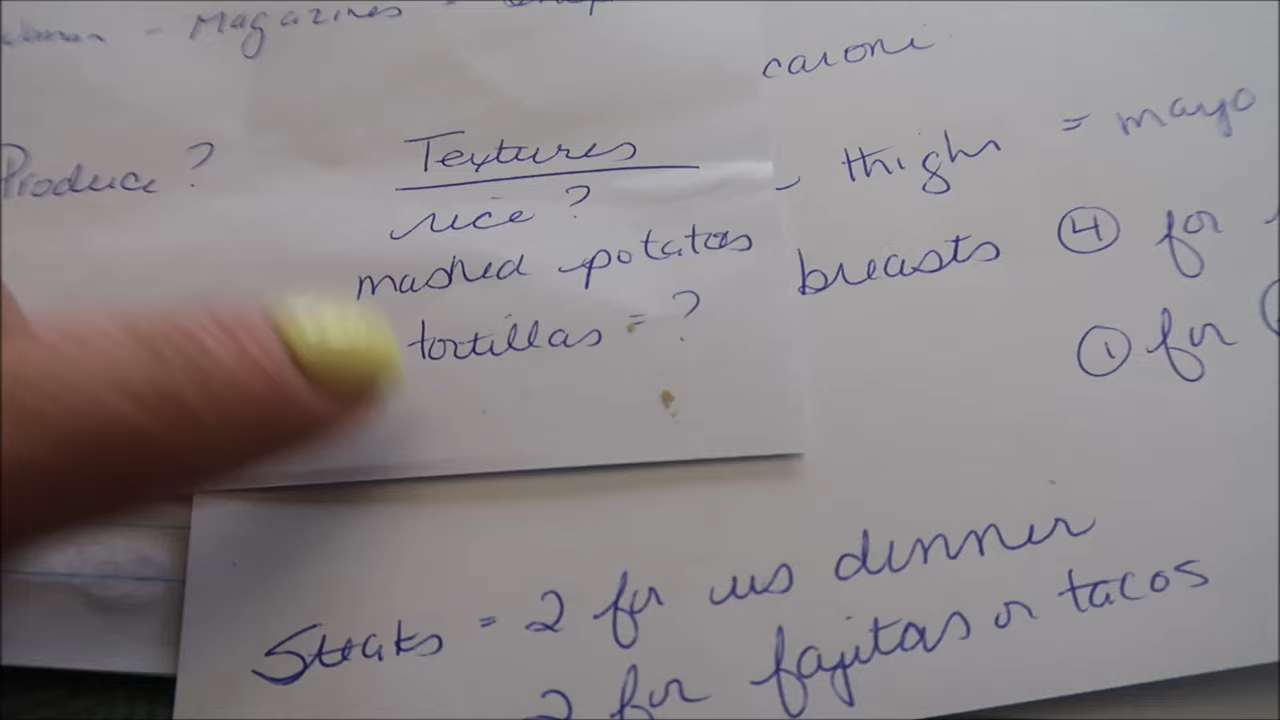 - Magazines -
caroni
Produce ?
Textures
rice ?
mashed potatos
tortillas = ?
, thighs = mayo
breasts ④ for
① for
Steaks = 2 for us dinner
2 for fajitas or tacos